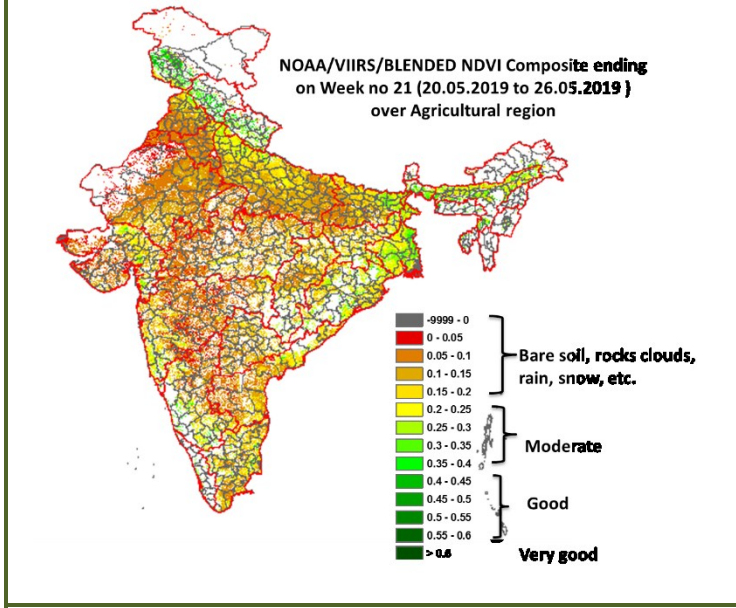 NOAA/VIIRS/BLENDED NDVI Composite ending
on Week no 21 (20.05.2019 to 26.05.2019 )
over Agricultural region
-9999 - 0
0 - 0.05
0.05 - 0.1
0.1 - 0.15
0.15 - 0.2
0.2 - 0.25
0.25 - 0.3
0.3 - 0.35
0.35 - 0.4
0.4 - 0.45
0.45 - 0.5
0.5 - 0.55
0.55 - 0.6
> 0.6
Bare soil, rocks clouds,
rain, snow, etc.
Moderate
Good
Very good